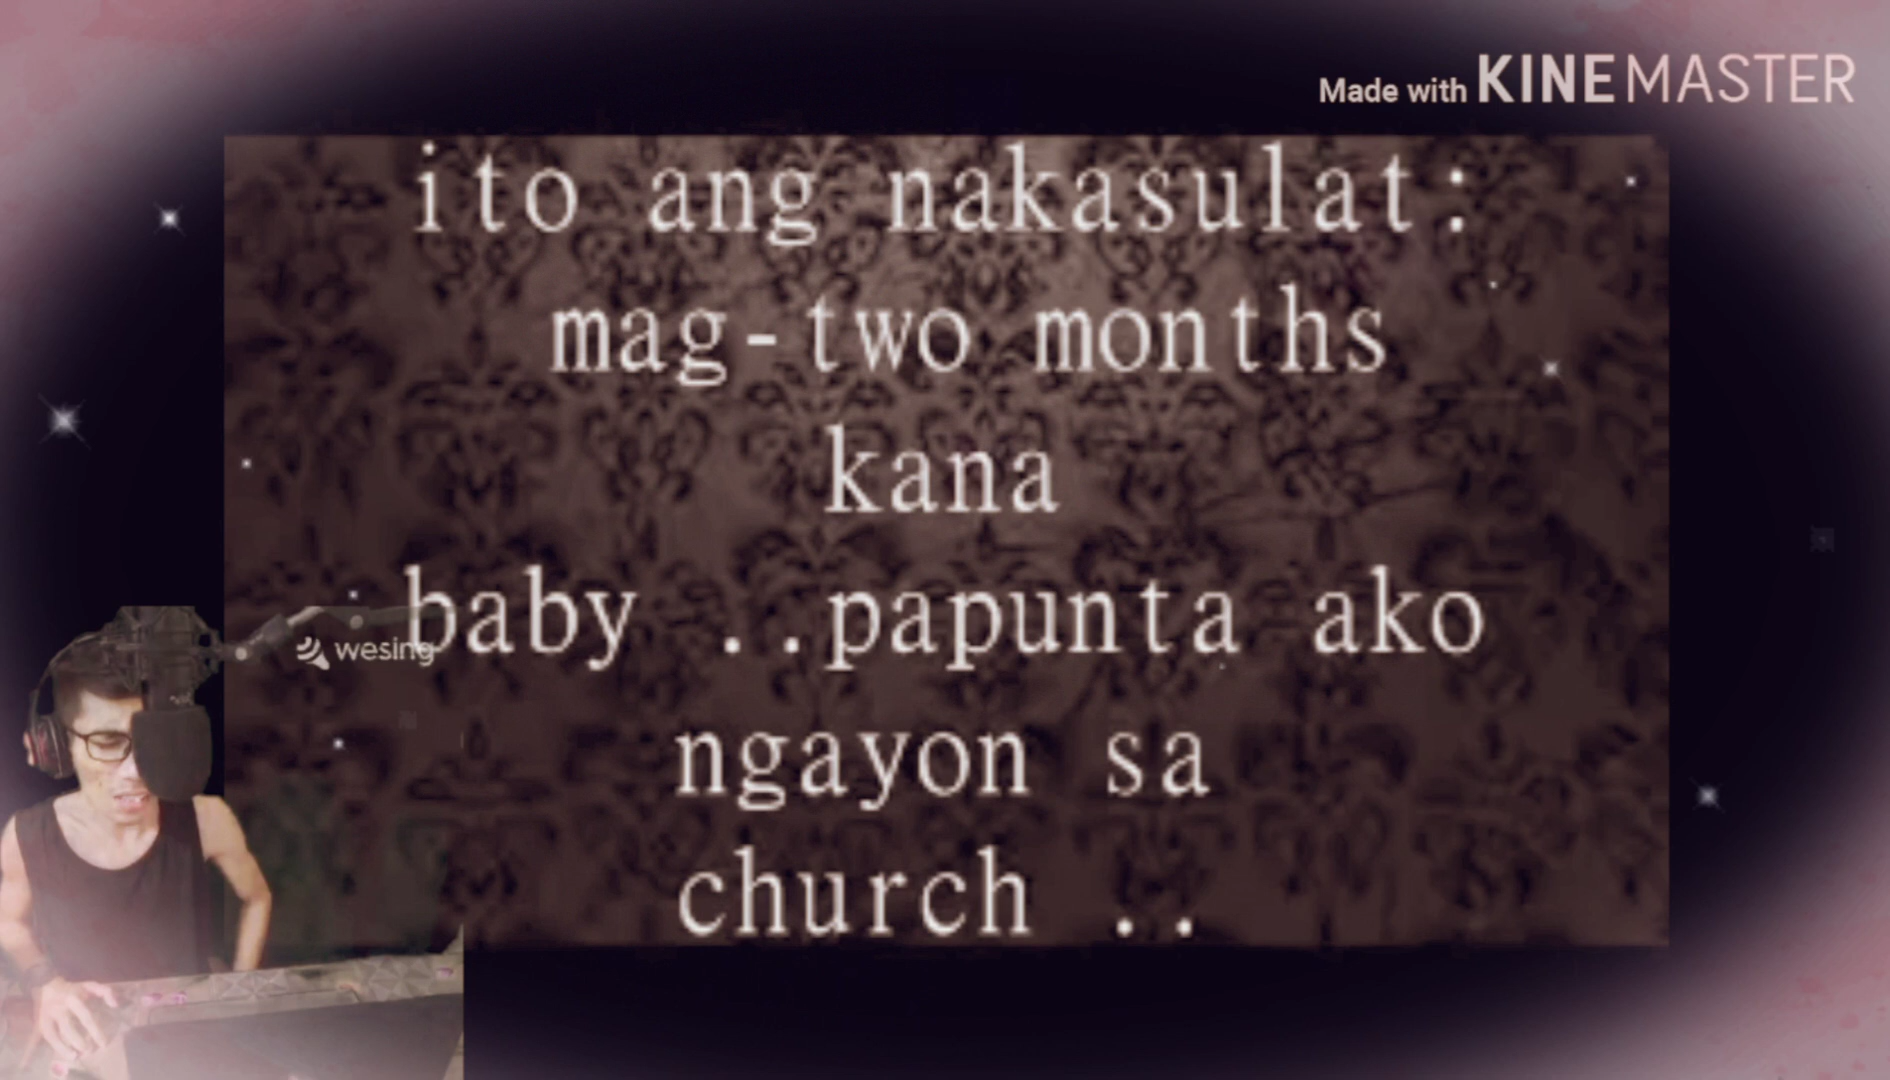 Made with KINEMASTER
ito ang nakasulat:
mag-two months
kana
baby ..papunta ako
wesing
ngayon sa
church ..